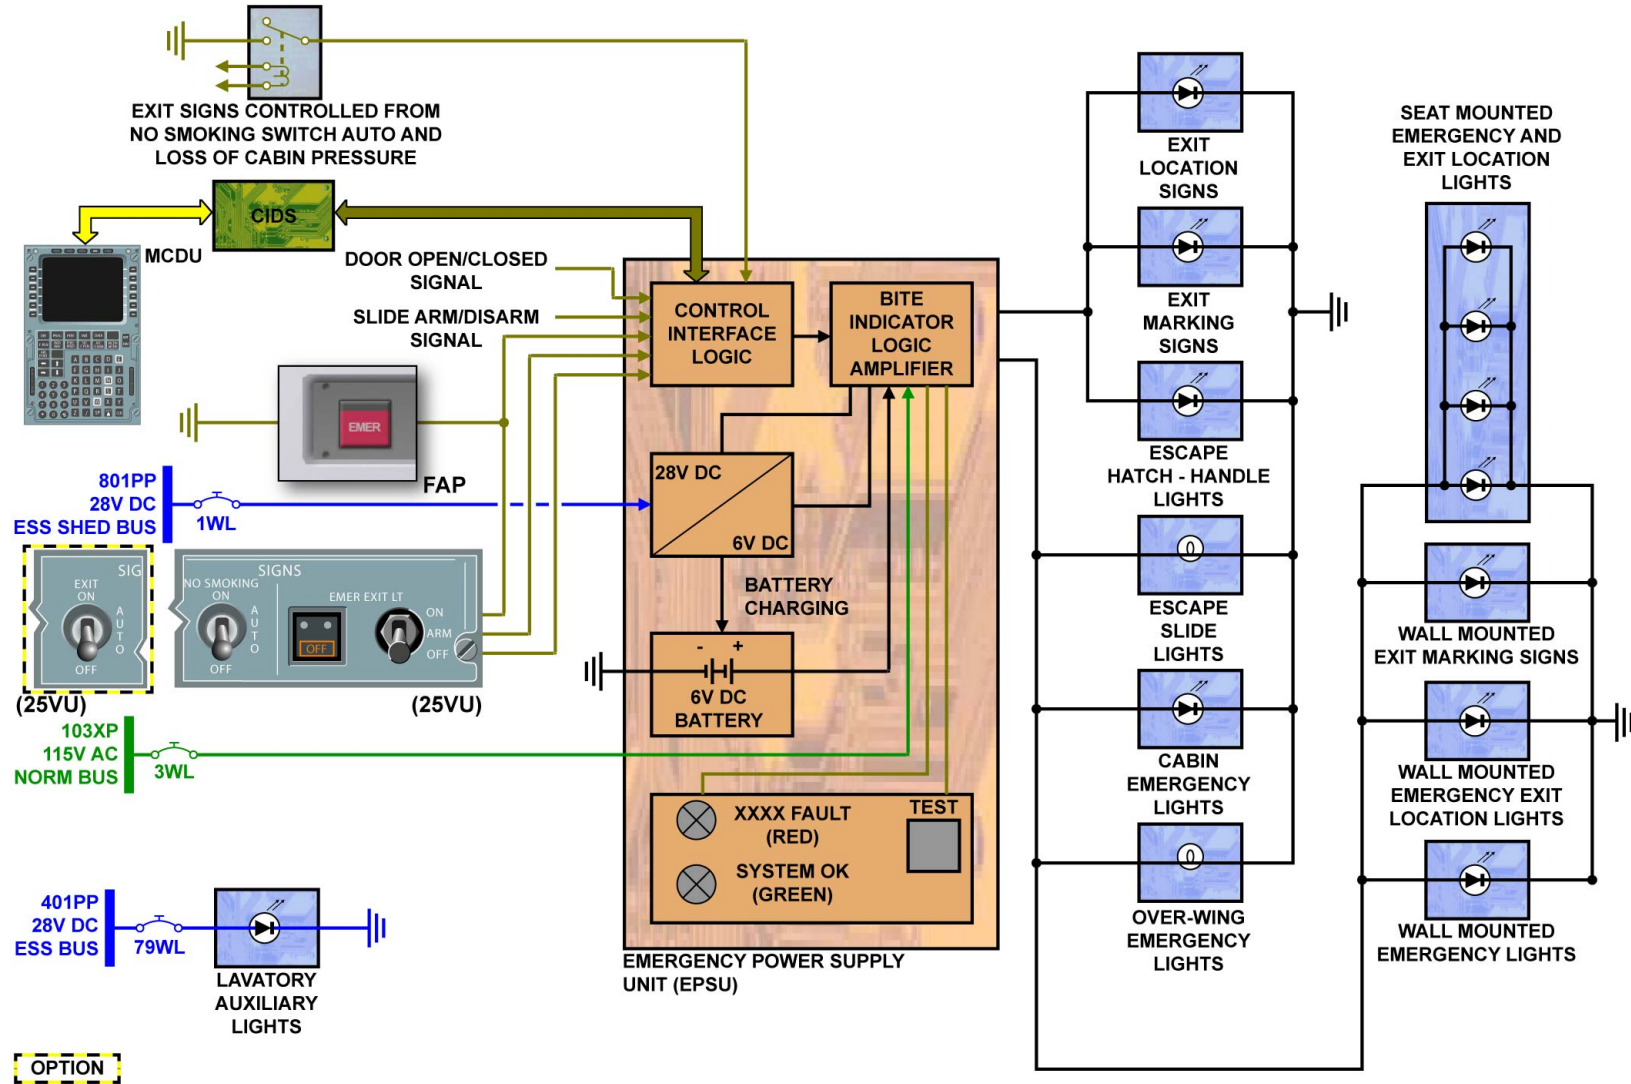 EXIT SIGNS CONTROLLED FROM
NO SMOKING SWITCH AUTO AND
LOSS OF CABIN PRESSURE
CIDS
MCDU
DOOR OPEN/CLOSED
SIGNAL
SLIDE ARM/DISARM
SIGNAL
EMER
FAP
801PP
28V DC
ESS SHED BUS
1WL
SIG
EXIT
ON
AUTO
OFF
(25VU)
SIGNS
NO SMOKING
ON
AUTO
OFF
EMER EXIT LT
OFF
ON
ARM
OFF
(25VU)
103XP
115V AC
NORM BUS
3WL
401PP
28V DC
ESS BUS
79WL
LAVATORY
AUXILIARY
LIGHTS
OPTION
CONTROL
INTERFACE
LOGIC
BITE
INDICATOR
LOGIC
AMPLIFIER
28V DC
6V DC
BATTERY
CHARGING
- +
6V DC
BATTERY
XXXX FAULT
(RED)
SYSTEM OK
(GREEN)
TEST
EMERGENCY POWER SUPPLY
UNIT (EPSU)
EXIT
LOCATION
SIGNS
EXIT
MARKING
SIGNS
ESCAPE
HATCH - HANDLE
LIGHTS
ESCAPE
SLIDE
LIGHTS
CABIN
EMERGENCY
LIGHTS
OVER-WING
EMERGENCY
LIGHTS
SEAT MOUNTED
EMERGENCY AND
EXIT LOCATION
LIGHTS
WALL MOUNTED
EXIT MARKING SIGNS
WALL MOUNTED
EMERGENCY EXIT
LOCATION LIGHTS
WALL MOUNTED
EMERGENCY LIGHTS